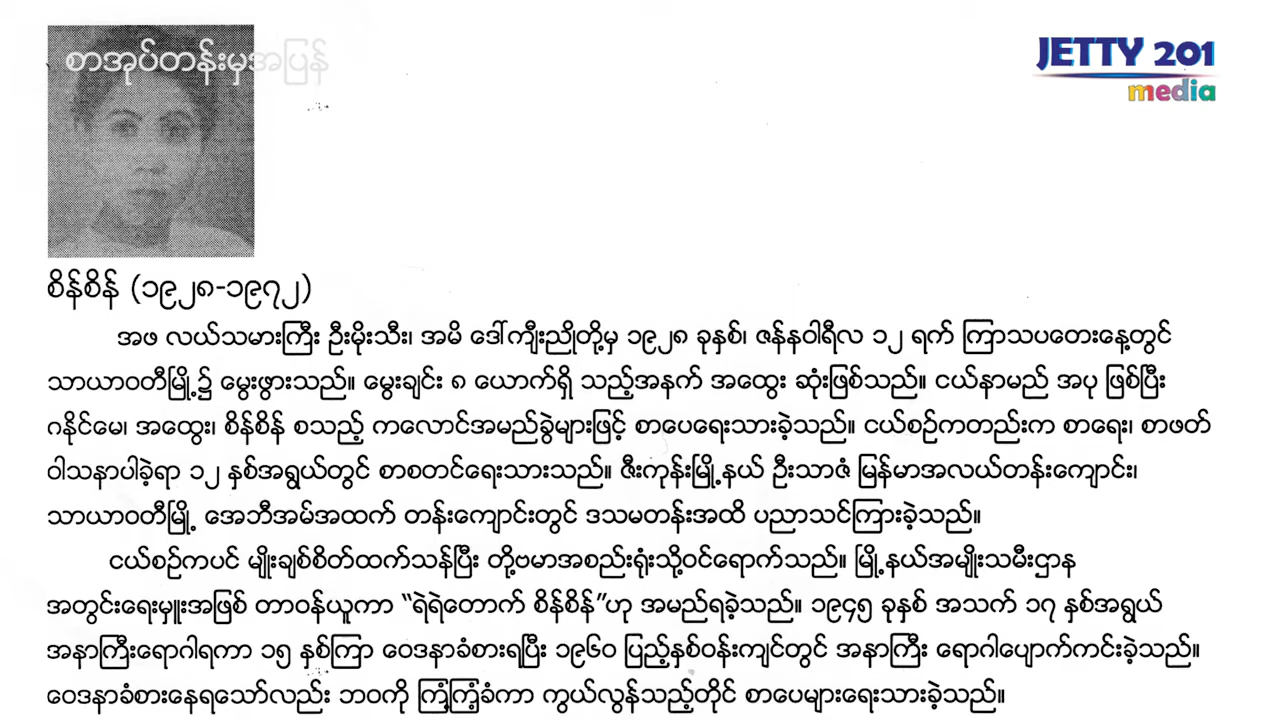 စာအုပ်တန်းမှအပြန်
JETTY 201
media
စိန်စိန် (၁၉၂၈-၁၉၇၂)
အဖ လယ်သမားကြီး ဦးမိုးသီး၊ အမိ ဒေါ်ကျီးညိုတို့မှ ၁၉၂၈ ခုနှစ်၊ ဇန်နဝါရီလ ၁၂ ရက် ကြာသပတေးနေ့တွင်
သာယာဝတီမြို့၌ မွေးဖွားသည်။ မွေးချင်း ၈ ယောက်ရှိ သည့်အနက် အထွေး ဆုံးဖြစ်သည်။ ငယ်နာမည် အပု ဖြစ်ပြီး
ဂနိုင်မေ၊ အထွေး၊ စိန်စိန် စသည့် ကလောင်အမည်ခွဲများဖြင့် စာပေရေးသားခဲ့သည်။ ငယ်စဉ်ကတည်းက စာရေး၊ စာဖတ်
ဝါသနာပါခဲ့ရာ ၁၂ နှစ်အရွယ်တွင် စာစတင်ရေးသားသည်။ ဇီးကုန်းမြို့နယ် ဦးသာဇံ မြန်မာအလယ်တန်းကျောင်း၊
သာယာဝတီမြို့ အေဘီအမ်အထက် တန်းကျောင်းတွင် ဒသမတန်းအထိ ပညာသင်ကြားခဲ့သည်။
ငယ်စဉ်ကပင် မျိုးချစ်စိတ်ထက်သန်ပြီး တို့ဗမာအစည်းရုံးသို့ဝင်ရောက်သည်။ မြို့နယ်အမျိုးသမီးဌာန
အတွင်းရေးမှူးအဖြစ် တာဝန်ယူကာ “ရဲရဲတောက် စိန်စိန်”ဟု အမည်ရခဲ့သည်။ ၁၉၄၅ ခုနှစ် အသက် ၁၇ နှစ်အရွယ်
အနာကြီးရောဂါရကာ ၁၅ နှစ်ကြာ ဝေဒနာခံစားရပြီး ၁၉၆၀ ပြည့်နှစ်ဝန်းကျင်တွင် အနာကြီး ရောဂါပျောက်ကင်းခဲ့သည်။
ဝေဒနာခံစားနေရသော်လည်း ဘဝကို ကြံ့ကြံ့ခံကာ ကွယ်လွန်သည့်တိုင် စာပေများရေးသားခဲ့သည်။